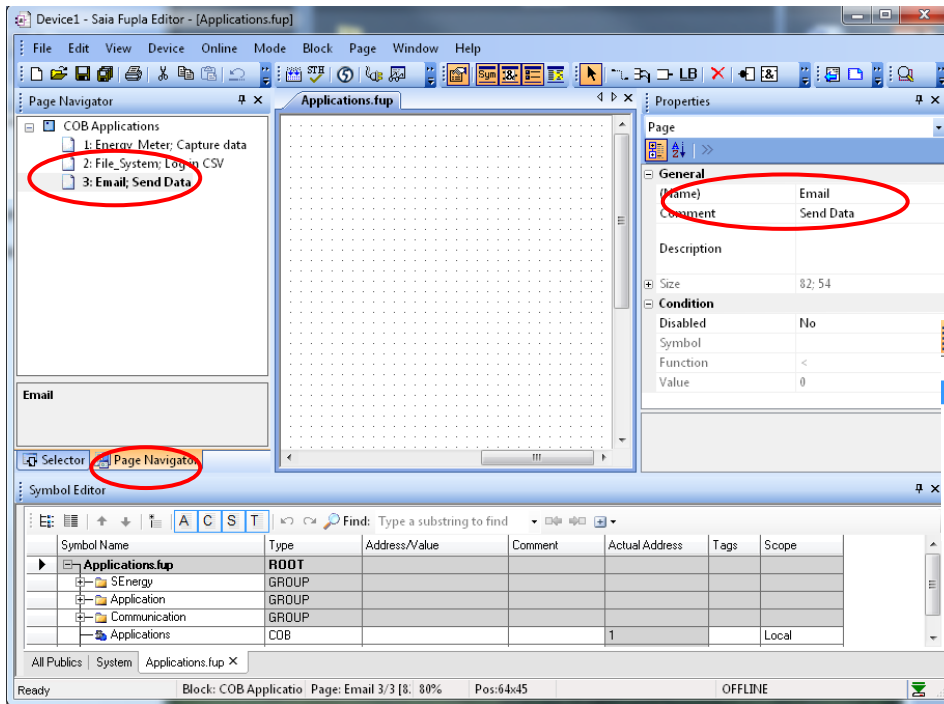 Device1 - Saia Fupla Editor - [Applications.fup]
File Edit View Device Online Mode Block Page Window Help
STH Sym LB
Page Navigator
Applications.fup
Properties
COB Applications
1: Energy_Meter; Capture data
2: File_System; Log in CSV
3: Email; Send Data
Page
General
(Name) Email
Comment Send Data
Description
Size 82; 54
Condition
Disabled No
Symbol
Function <
Value 0
Email
Selector Page Navigator
Symbol Editor
A C S T Find: Type a substring to find
Symbol Name Type Address/Value Comment Actual Address Tags Scope
Applications.fup ROOT
SEnergy GROUP
Application GROUP
Communication GROUP
Applications COB 1 Local
All Publics System Applications.fup
Ready Block: COB Applicatio Page: Email 3/3 [8: 80% Pos:64x45 OFFLINE